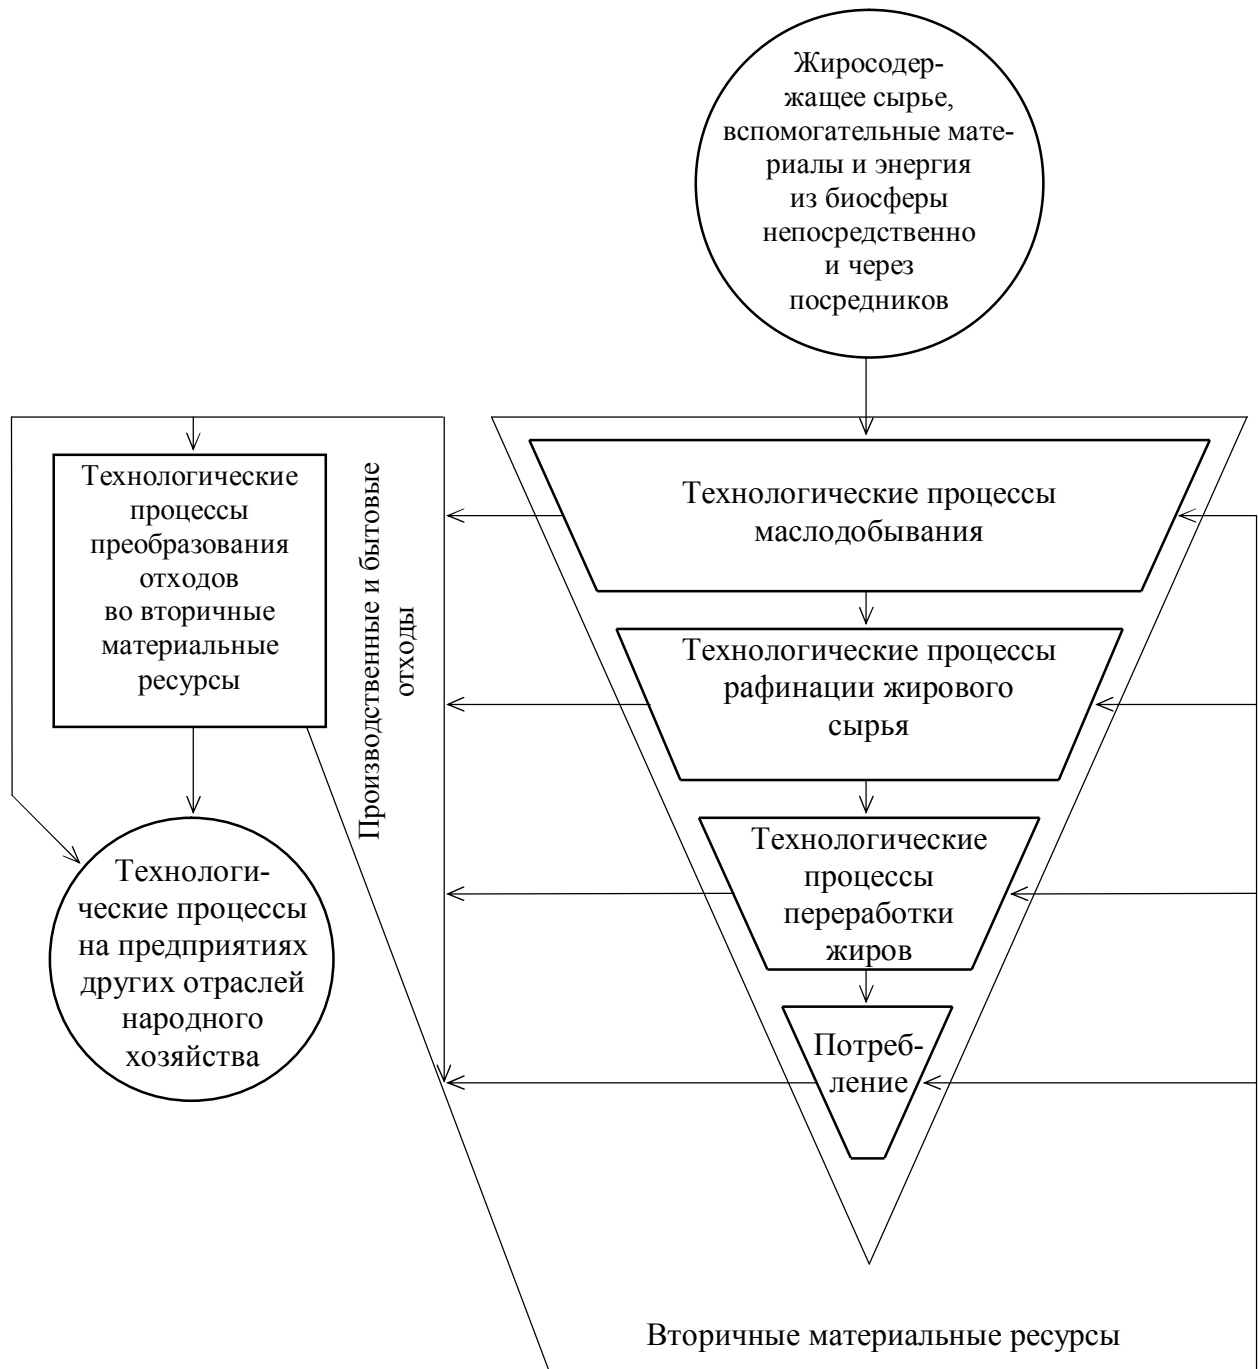 Жиросодер-
жащее сырье,
вспомогательные мате-
риалы и энергия
из биосферы
непосредственно
и через
посредников
Технологические
процессы
преобразования
отходов
во вторичные
материальные
ресурсы
Производственные и бытовые
отходы
Технологические процессы
маслодобывания
Технологические процессы
рафинации жирового
сырья
Технологические
процессы
переработки
жиров
Технологи-
ческие процессы
на предприятиях
других отраслей
народного
хозяйства
Потреб-
ление
Вторичные материальные ресурсы